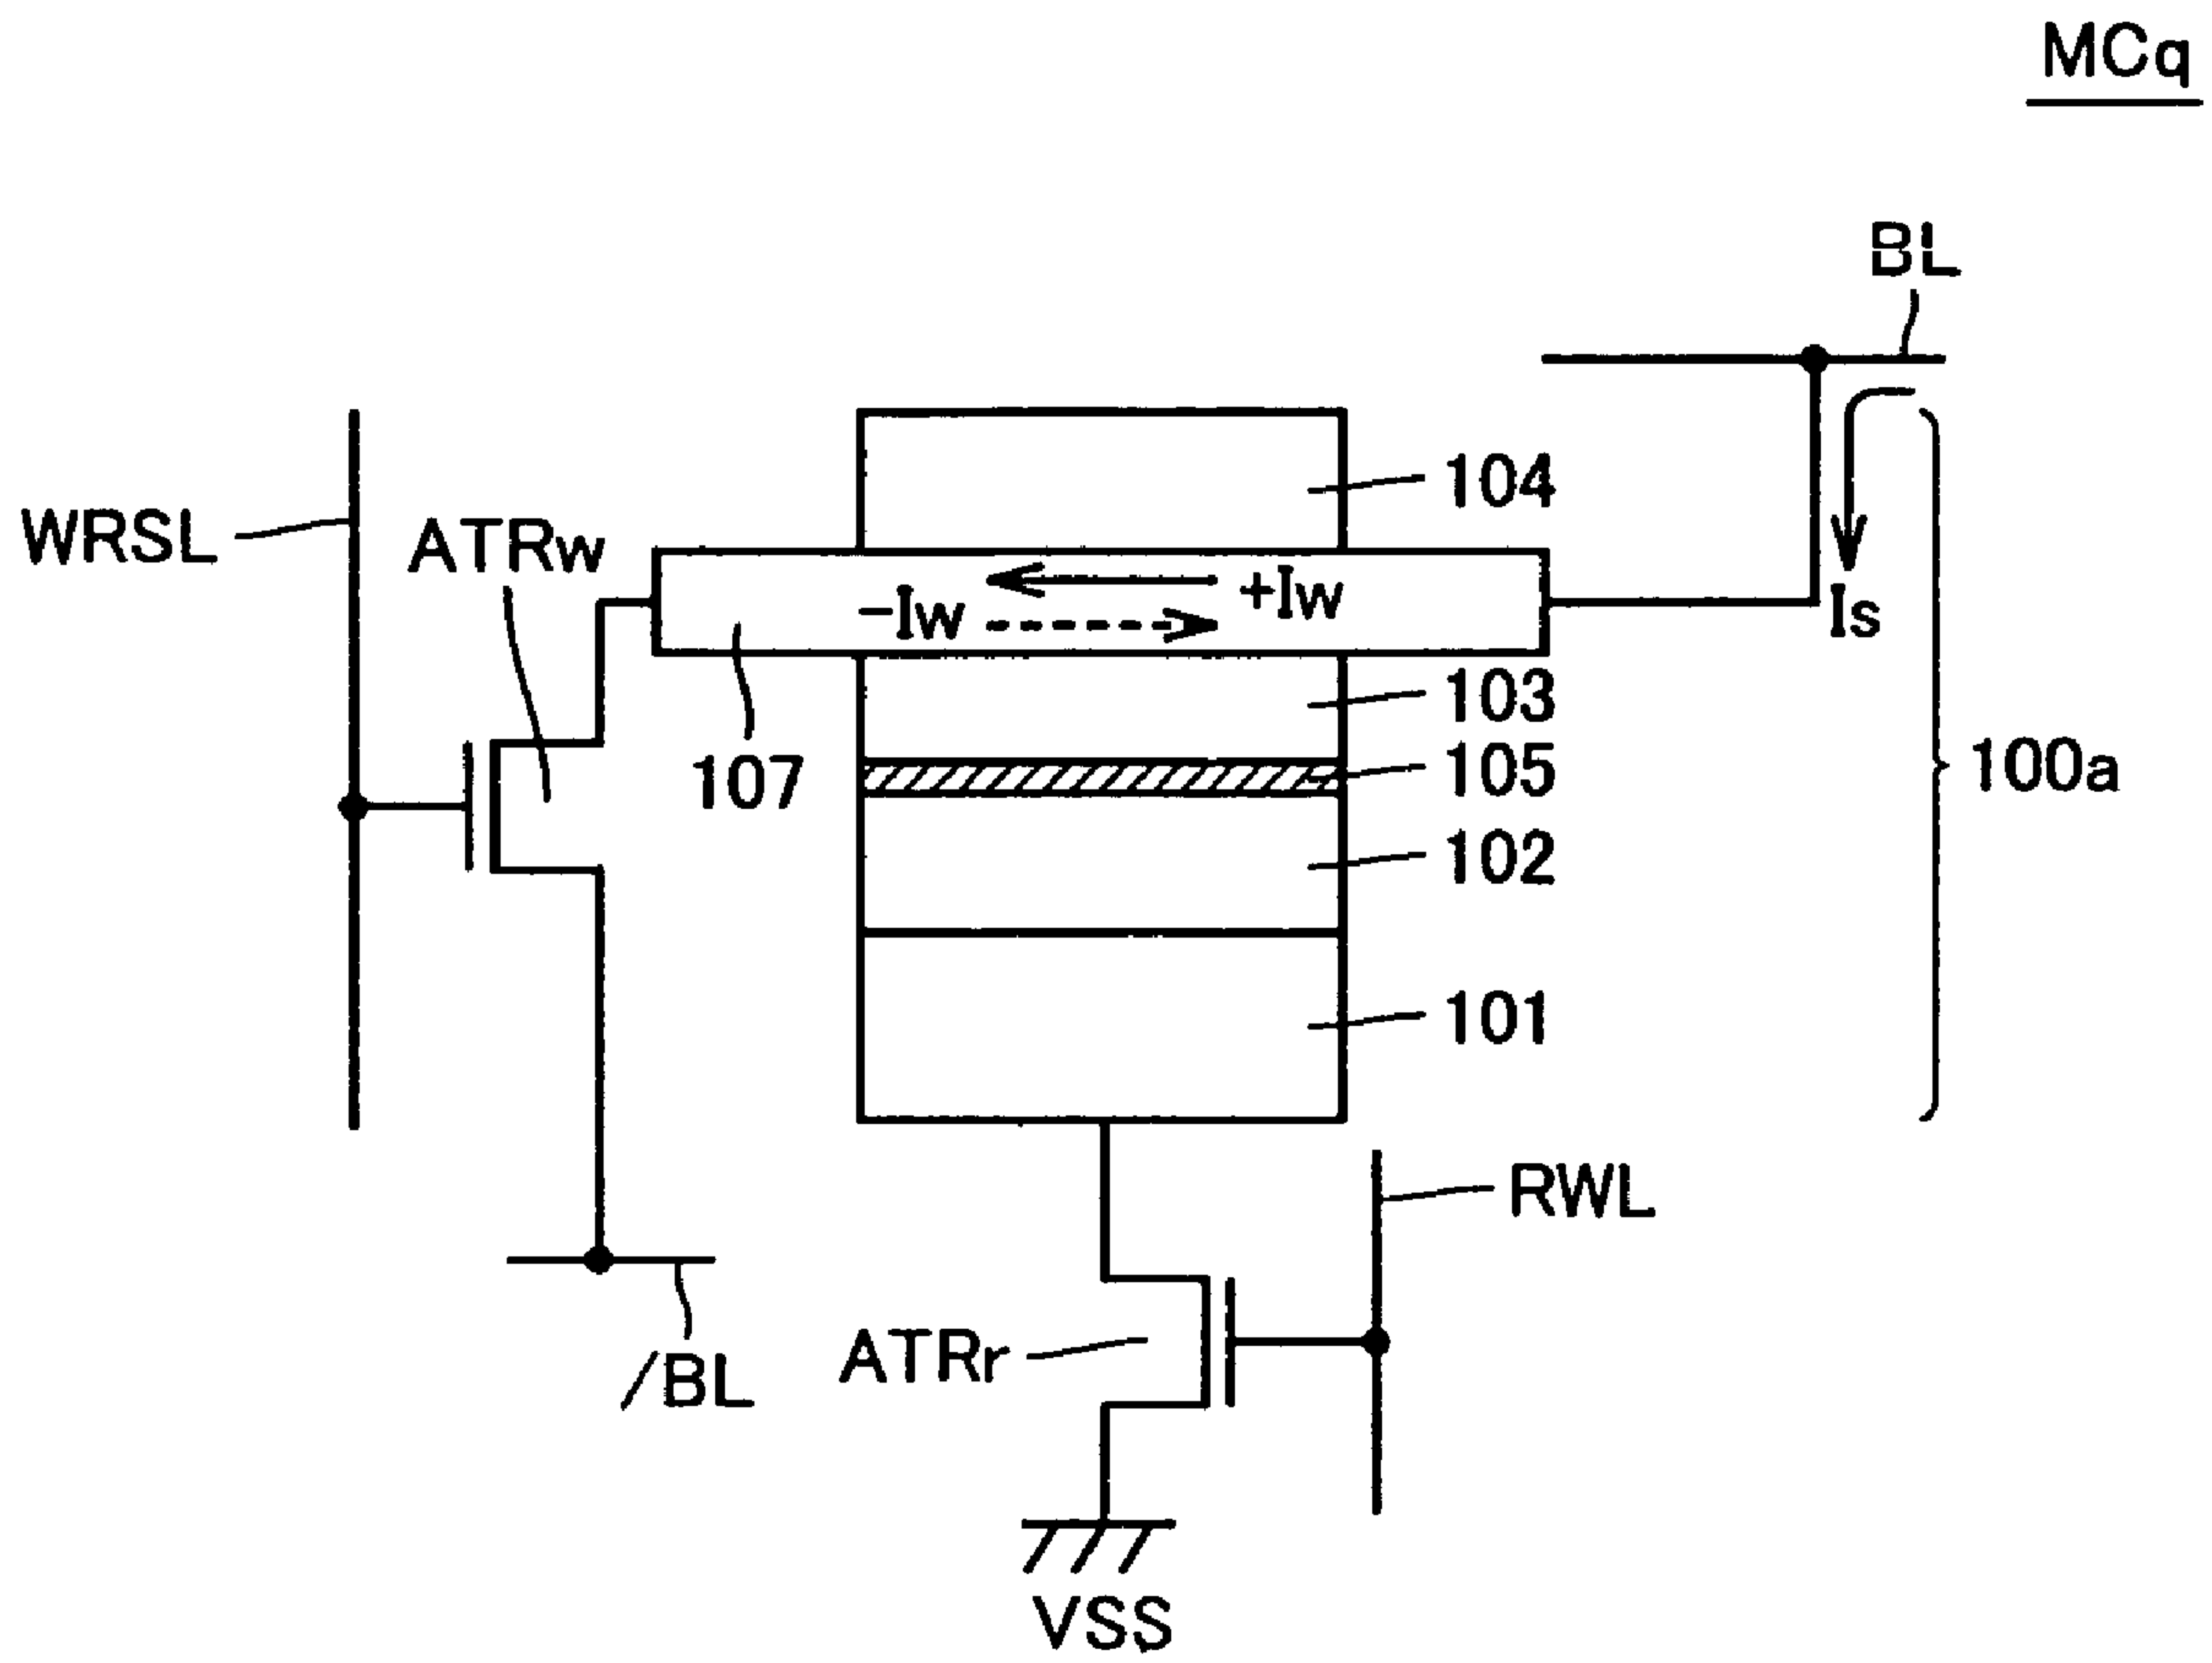 MCq
BL
104
WRSL
ATRw
+Iw
-Iw
Is
103
107
105
100a
102
101
RWL
ATRr
/BL
VSS